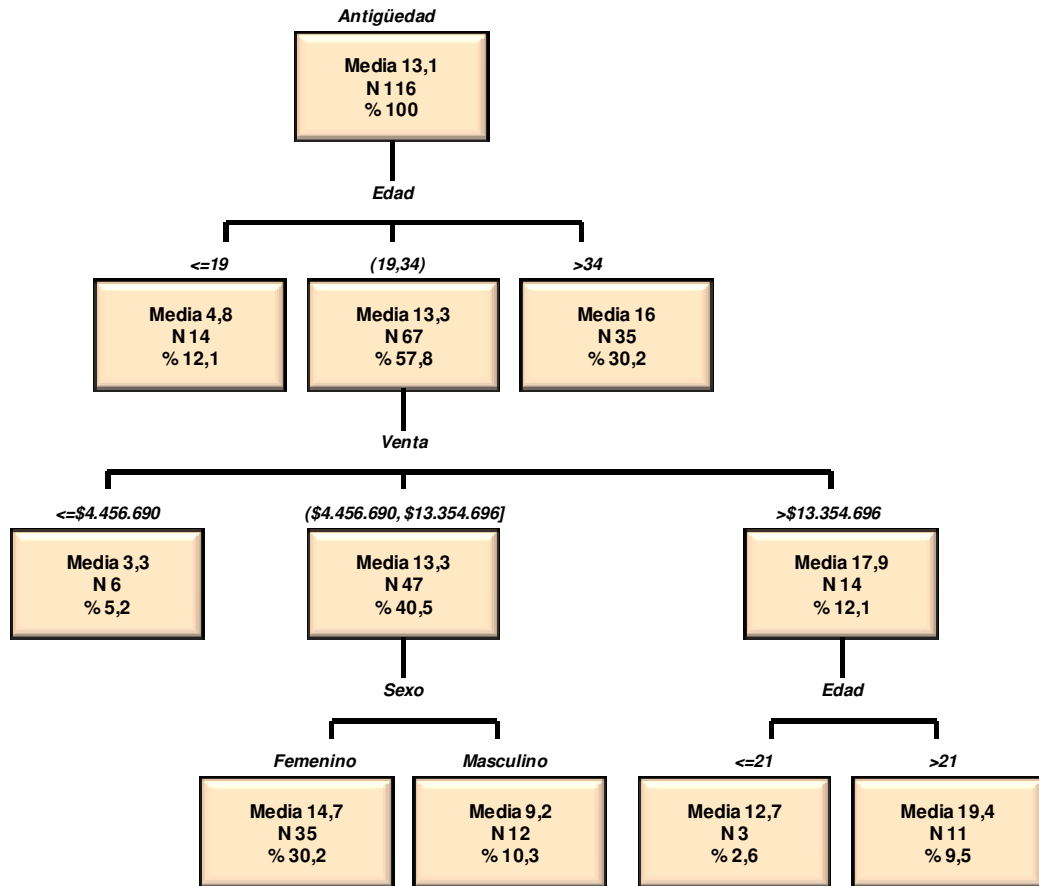 Antigüedad
Media 13,1
N 116
% 100
Edad
<=19
(19,34)
>34
Media 4,8
N 14
% 12,1
Media 13,3
N 67
% 57,8
Media 16
N 35
% 30,2
Venta
<=$4.456.690
($4.456.690, $13.354.696]
>$13.354.696
Media 3,3
N 6
% 5,2
Media 13,3
N 47
% 40,5
Media 17,9
N 14
% 12,1
Sexo
Edad
Femenino
Masculino
<=21
>21
Media 14,7
N 35
% 30,2
Media 9,2
N 12
% 10,3
Media 12,7
N 3
% 2,6
Media 19,4
N 11
% 9,5